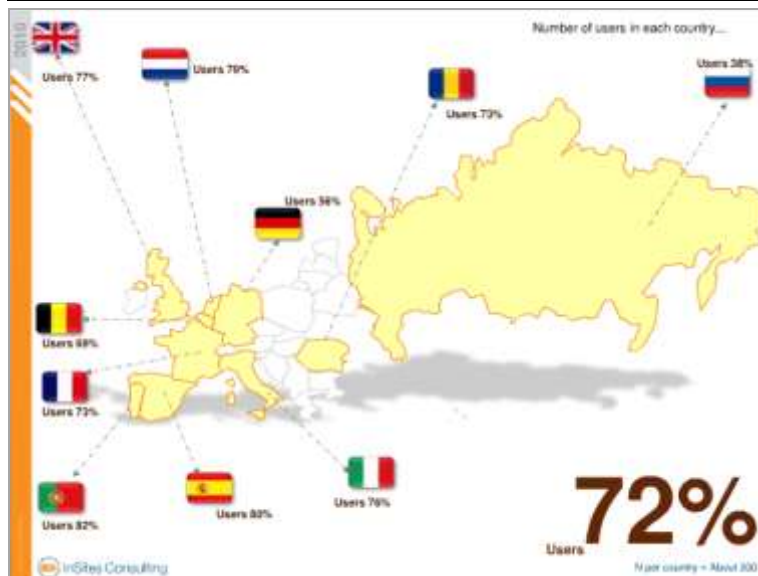 2010
Number of users in each country...
Users 77%
Users 79%
Users 73%
Users 38%
Users 56%
Users 69%
Users 73%
Users 82%
Users 80%
Users 76%
Users 72%
InSites Consulting
N per country = About 200